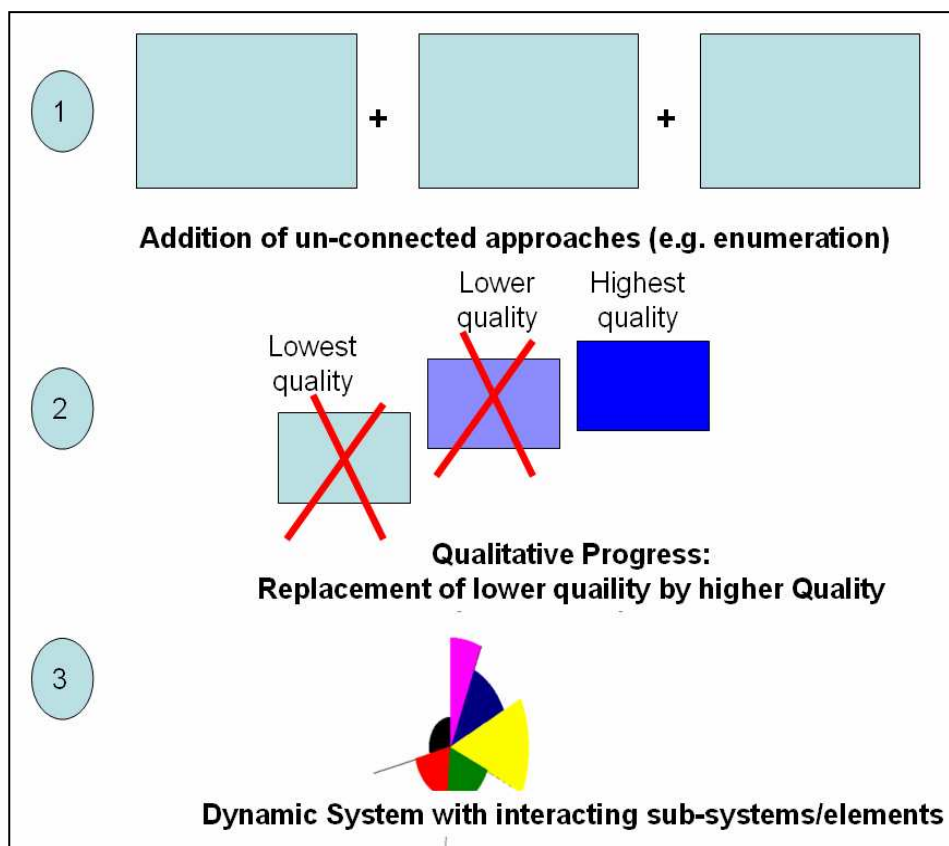 1
+
+
Addition of un-connected approaches (e.g. enumeration)
Lowest
quality
Lower
quality
Highest
quality
2
Qualitative Progress:
Replacement of lower quaility by higher Quality
3
Dynamic System with interacting sub-systems/elements